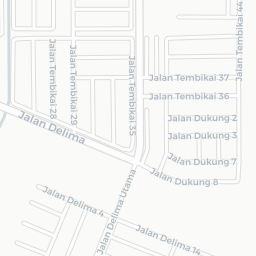 Jalan Tembikai 44
Jalan Tembikai 28
Jalan Tembikai 29
Jalan Tembikai 35
Jalan Tembikai 37
Jalan Tembikai 36
Jalan Delima
Jalan Dukung 2
Jalan Dukung 3
Jalan Dukung 7
Jalan Dukung 8
Jalan Delima 4
Jalan Delima Utama
Jalan Delima 14